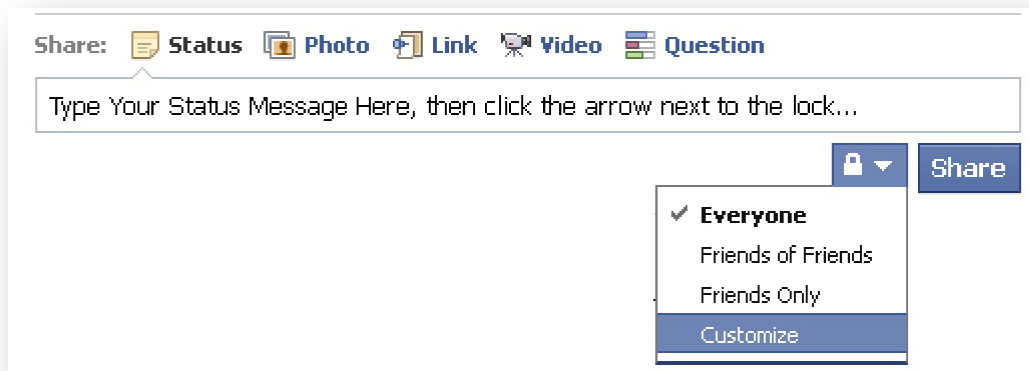 Share: Status Photo Link Video Question
Type Your Status Message Here, then click the arrow next to the lock...
Share
Everyone
Friends of Friends
Friends Only
Customize